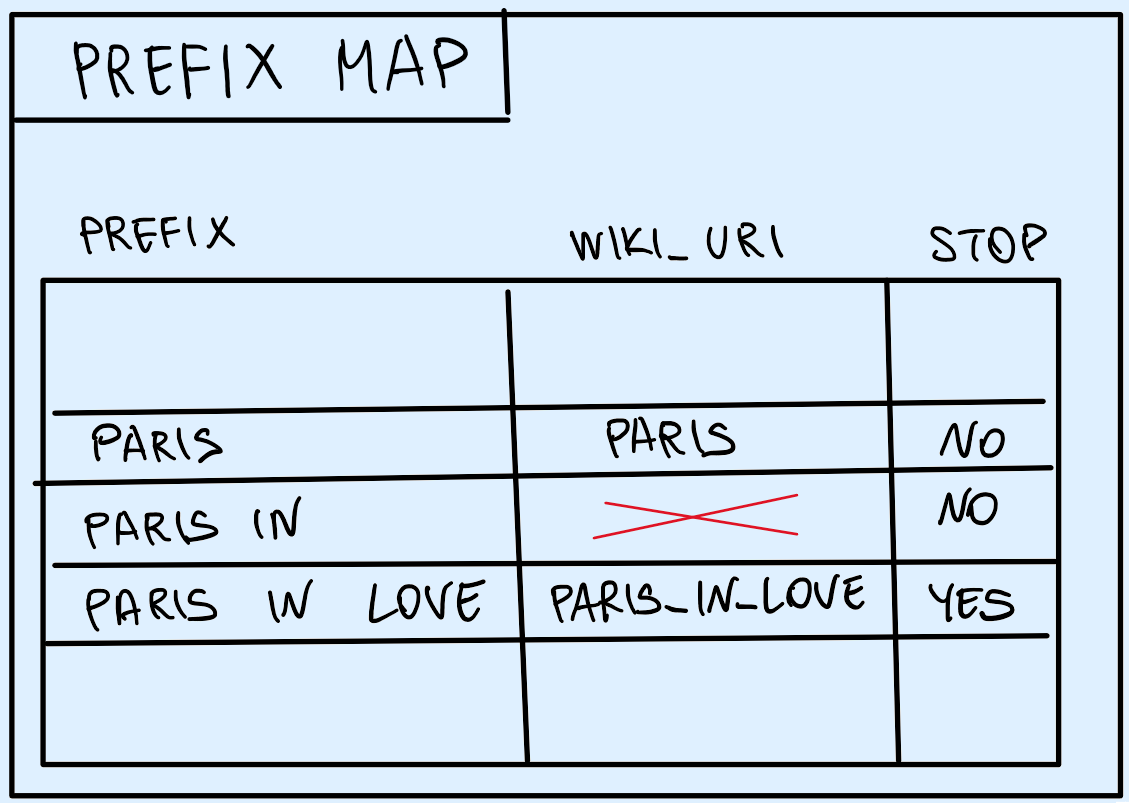 PREFIX MAP
PREFIX WIKI_URI STOP
PARIS PARIS NO
PARIS IN NO
PARIS IN LOVE PARIS_IN_LOVE YES